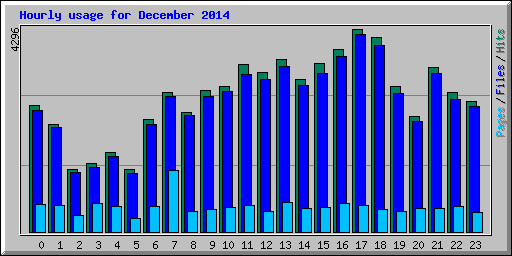 Hourly usage for December 2014
4296
Pages/Files/Hits
0 1 2 3 4 5 6 7 8 9 10 11 12 13 14 15 16 17 18 19 20 21 22 23